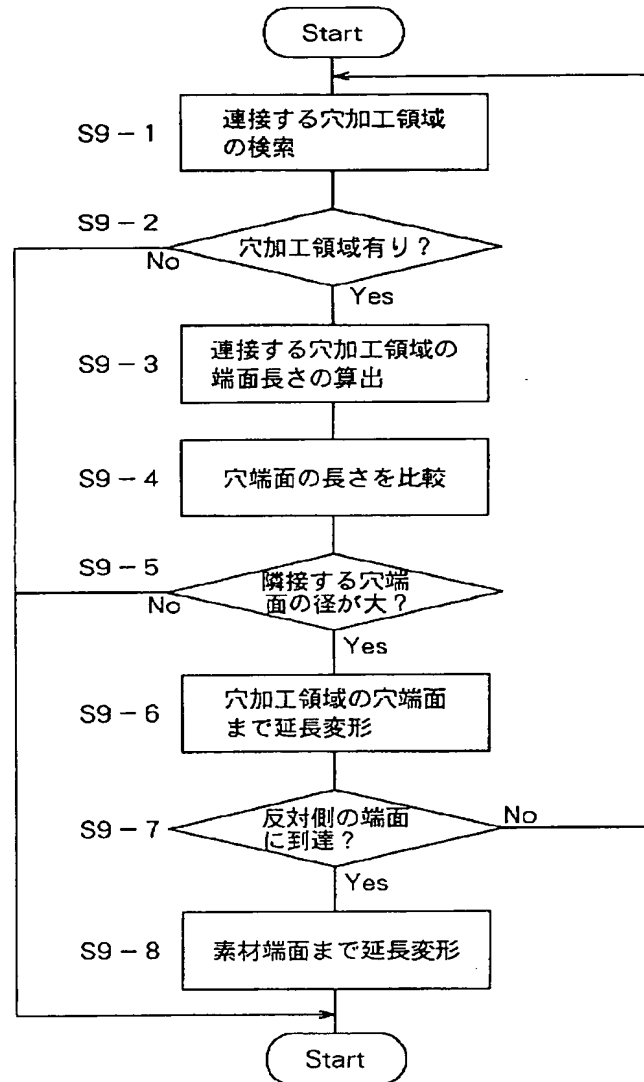 Start
S9-1
連接する穴加工領域
の検索
S9-2
穴加工領域有り？
No
Yes
S9-3
連接する穴加工領域の
端面長さの算出
S9-4
穴端面の長さを比較
S9-5
隣接する穴端
面の径が大？
No
Yes
S9-6
穴加工領域の穴端面
まで延長変形
S9-7
反対側の端面
に到達？
No
Yes
S9-8
素材端面まで延長変形
Start